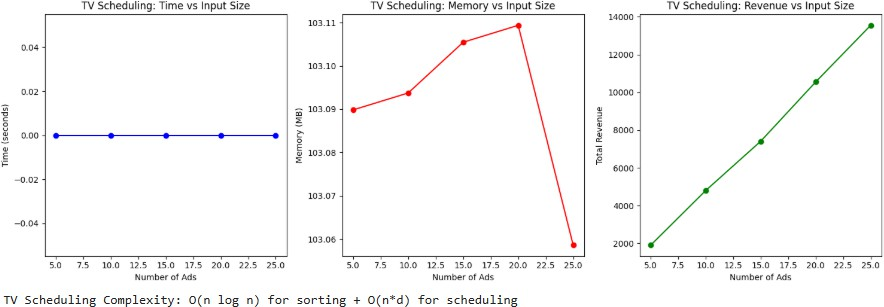 TV Scheduling: Time vs Input Size
Time (seconds)
0.04
0.02
0.00
−0.02
−0.04
5.0 7.5 10.0 12.5 15.0 17.5 20.0 22.5 25.0
Number of Ads
TV Scheduling: Memory vs Input Size
Memory (MB)
103.11
103.10
103.09
103.08
103.07
103.06
5.0 7.5 10.0 12.5 15.0 17.5 20.0 22.5 25.0
Number of Ads
TV Scheduling: Revenue vs Input Size
Total Revenue
14000
12000
10000
8000
6000
4000
2000
5.0 7.5 10.0 12.5 15.0 17.5 20.0 22.5 25.0
Number of Ads
TV Scheduling Complexity: O(n log n) for sorting + O(n*d) for scheduling